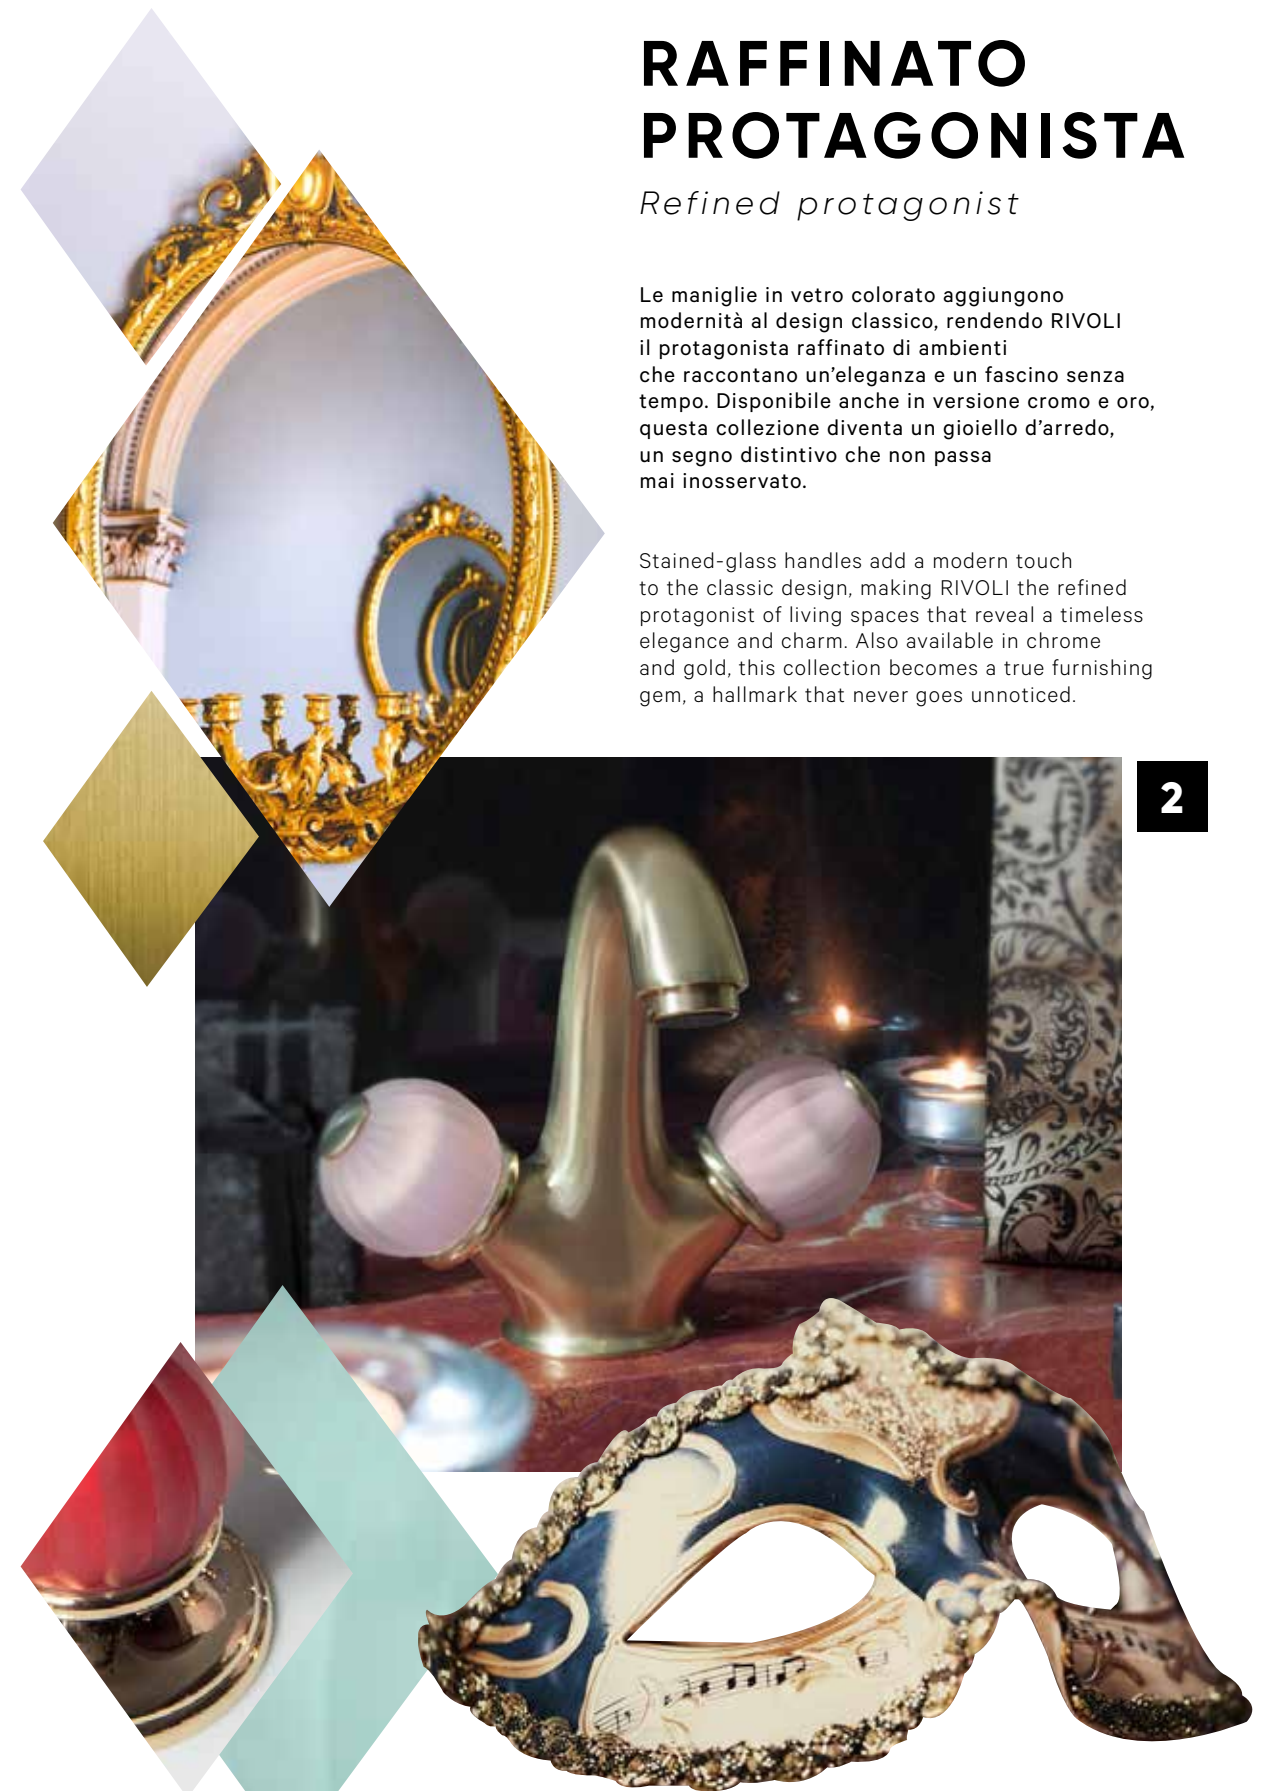 RAFFINATO
PROTAGONISTA
Refined protagonist
Le maniglie in vetro colorato aggiungono
modernità al design classico, rendendo RIVOLI
il protagonista raffinato di ambienti
che raccontano un’eleganza e un fascino senza
tempo. Disponibile anche in versione cromo e oro,
questa collezione diventa un gioiello d’arredo,
un segno distintivo che non passa
mai inosservato.
Stained-glass handles add a modern touch
to the classic design, making RIVOLI the refined
protagonist of living spaces that reveal a timeless
elegance and charm. Also available in chrome
and gold, this collection becomes a true furnishing
gem, a hallmark that never goes unnoticed.
2